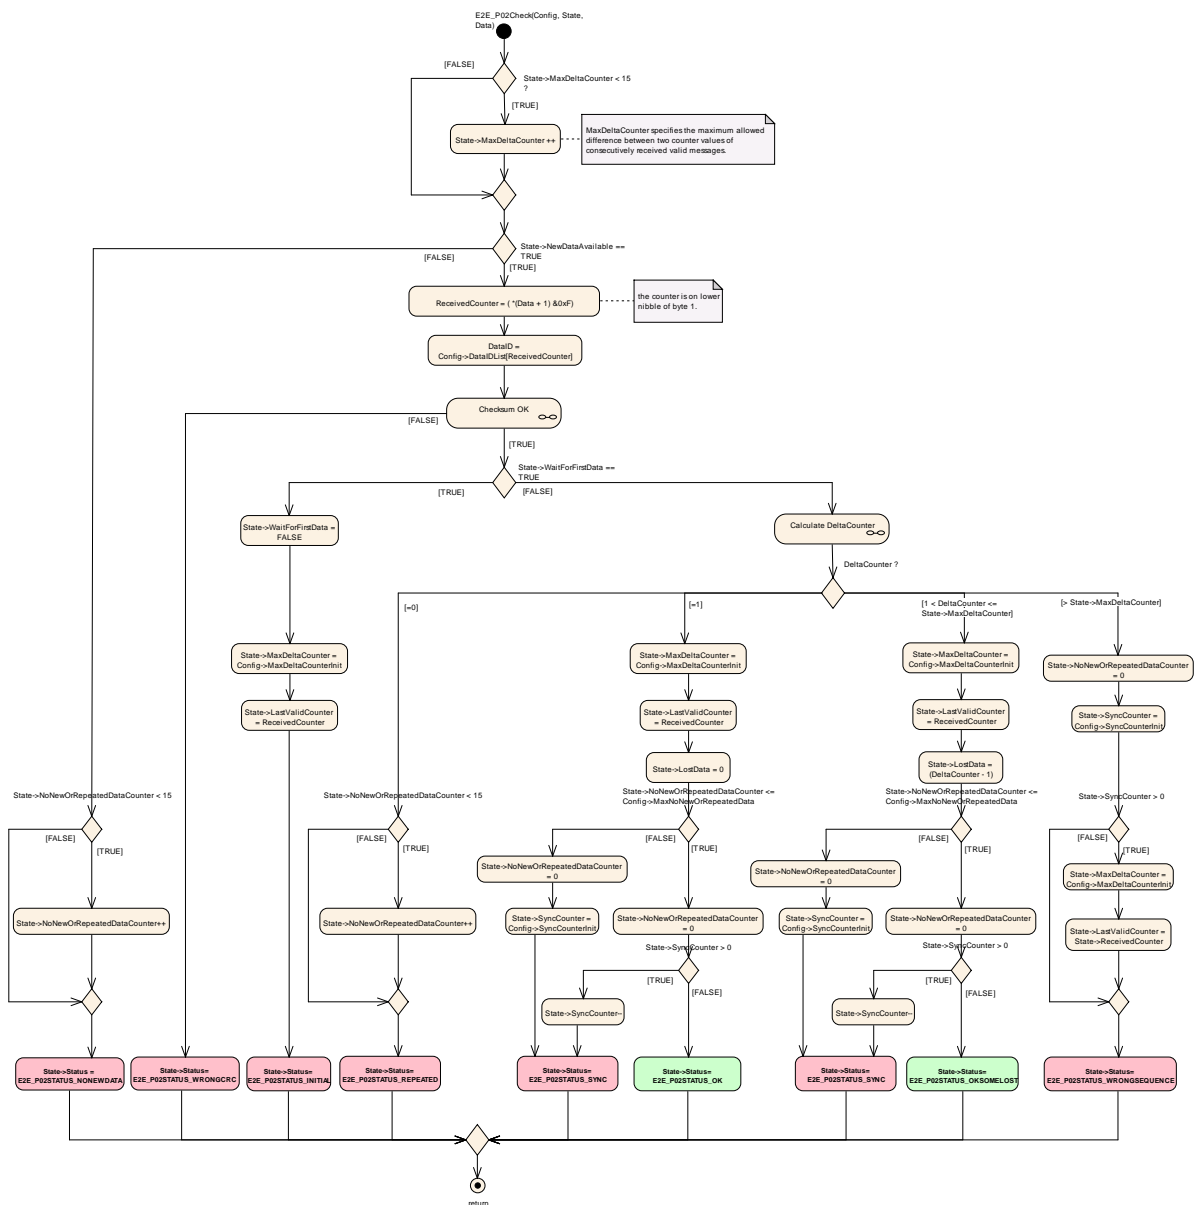 E2E_P02Check(Config, State,
Data)
[FALSE]
State->MaxDeltaCounter < 15
?
[TRUE]
State->MaxDeltaCounter ++
MaxDeltaCounter specifies the maximum allowed
difference between two counter values of
consecutively received valid messages.
State->NewDataAvailable ==
TRUE
[FALSE]
[TRUE]
ReceivedCounter = ( *(Data + 1) &0xF)
the counter is on lower
nibble of byte 1.
DataID =
Config->DataIDList[ReceivedCounter]
Checksum OK
[FALSE]
[TRUE]
State->WaitForFirstData ==
TRUE
[TRUE]
[FALSE]
State->WaitForFirstData =
FALSE
Calculate DeltaCounter
DeltaCounter ?
[=0]
[=1]
[1 < DeltaCounter <=
State->MaxDeltaCounter]
[> State->MaxDeltaCounter]
State->MaxDeltaCounter =
Config->MaxDeltaCounterInit
State->MaxDeltaCounter =
Config->MaxDeltaCounterInit
State->MaxDeltaCounter =
Config->MaxDeltaCounterInit
State->NoNewOrRepeatedDataCounter
= 0
State->LastValidCounter
= ReceivedCounter
State->LastValidCounter
= ReceivedCounter
State->LastValidCounter
= ReceivedCounter
State->SyncCounter =
Config->SyncCounterInit
State->LostData = 0
State->LostData =
(DeltaCounter - 1)
State->NoNewOrRepeatedDataCounter < 15
State->NoNewOrRepeatedDataCounter < 15
State->NoNewOrRepeatedDataCounter <=
Config->MaxNoNewOrRepeatedData
State->NoNewOrRepeatedDataCounter <=
Config->MaxNoNewOrRepeatedData
State->SyncCounter > 0
[FALSE]
[TRUE]
[FALSE]
[TRUE]
[FALSE]
[TRUE]
[FALSE]
[TRUE]
[FALSE]
[TRUE]
State->NoNewOrRepeatedDataCounter
= 0
State->NoNewOrRepeatedDataCounter
= 0
State->MaxDeltaCounter =
Config->MaxDeltaCounterInit
State->NoNewOrRepeatedDataCounter++
State->NoNewOrRepeatedDataCounter++
State->SyncCounter =
Config->SyncCounterInit
State->NoNewOrRepeatedDataCounter
= 0
State->SyncCounter =
Config->SyncCounterInit
State->NoNewOrRepeatedDataCounter
= 0
State->LastValidCounter =
State->ReceivedCounter
State->SyncCounter > 0
State->SyncCounter > 0
[TRUE]
[FALSE]
[TRUE]
[FALSE]
State->SyncCounter--
State->SyncCounter--
State->Status =
E2E_P02STATUS_NONEWDATA
State->Status=
E2E_P02STATUS_WRONGCRC
State->Status=
E2E_P02STATUS_INITIAL
State->Status=
E2E_P02STATUS_REPEATED
State->Status=
E2E_P02STATUS_SYNC
State->Status=
E2E_P02STATUS_OK
State->Status=
E2E_P02STATUS_SYNC
State->Status=
E2E_P02STATUS_OKSOMELOST
State->Status=
E2E_P02STATUS_WRONGSEQUENCE
return